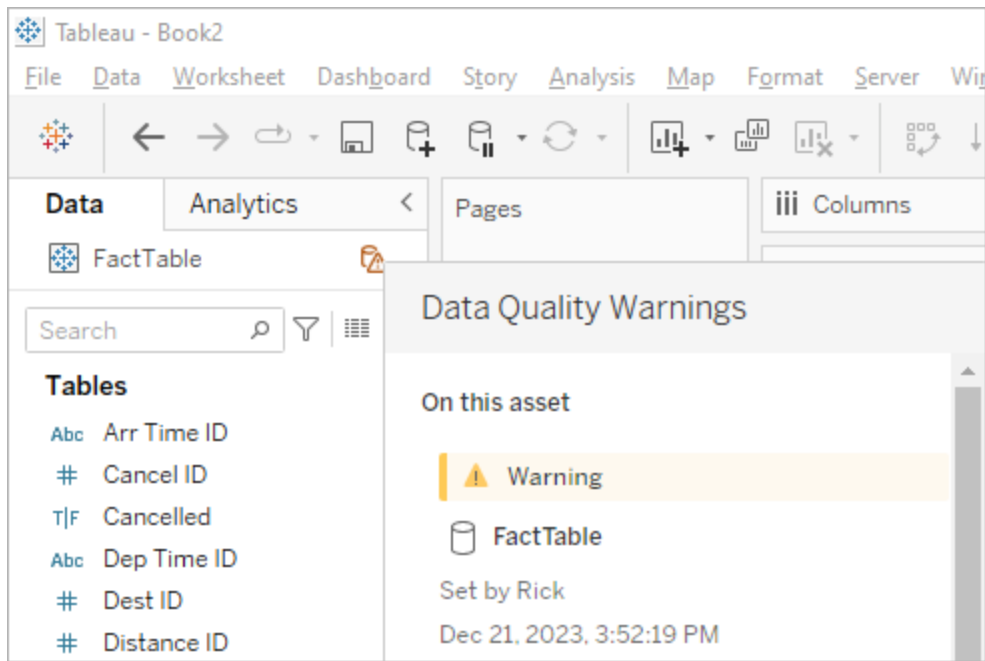 Tableau - Book2
File Data Worksheet Dashboard Story Analysis Map Format Server
Data Analytics
Pages
Columns
FactTable
Search
Tables
Abc Arr Time ID
# Cancel ID
T|F Cancelled
Abc Dep Time ID
# Dest ID
# Distance ID
Data Quality Warnings
On this asset
Warning
FactTable
Set by Rick
Dec 21, 2023, 3:52:19 PM